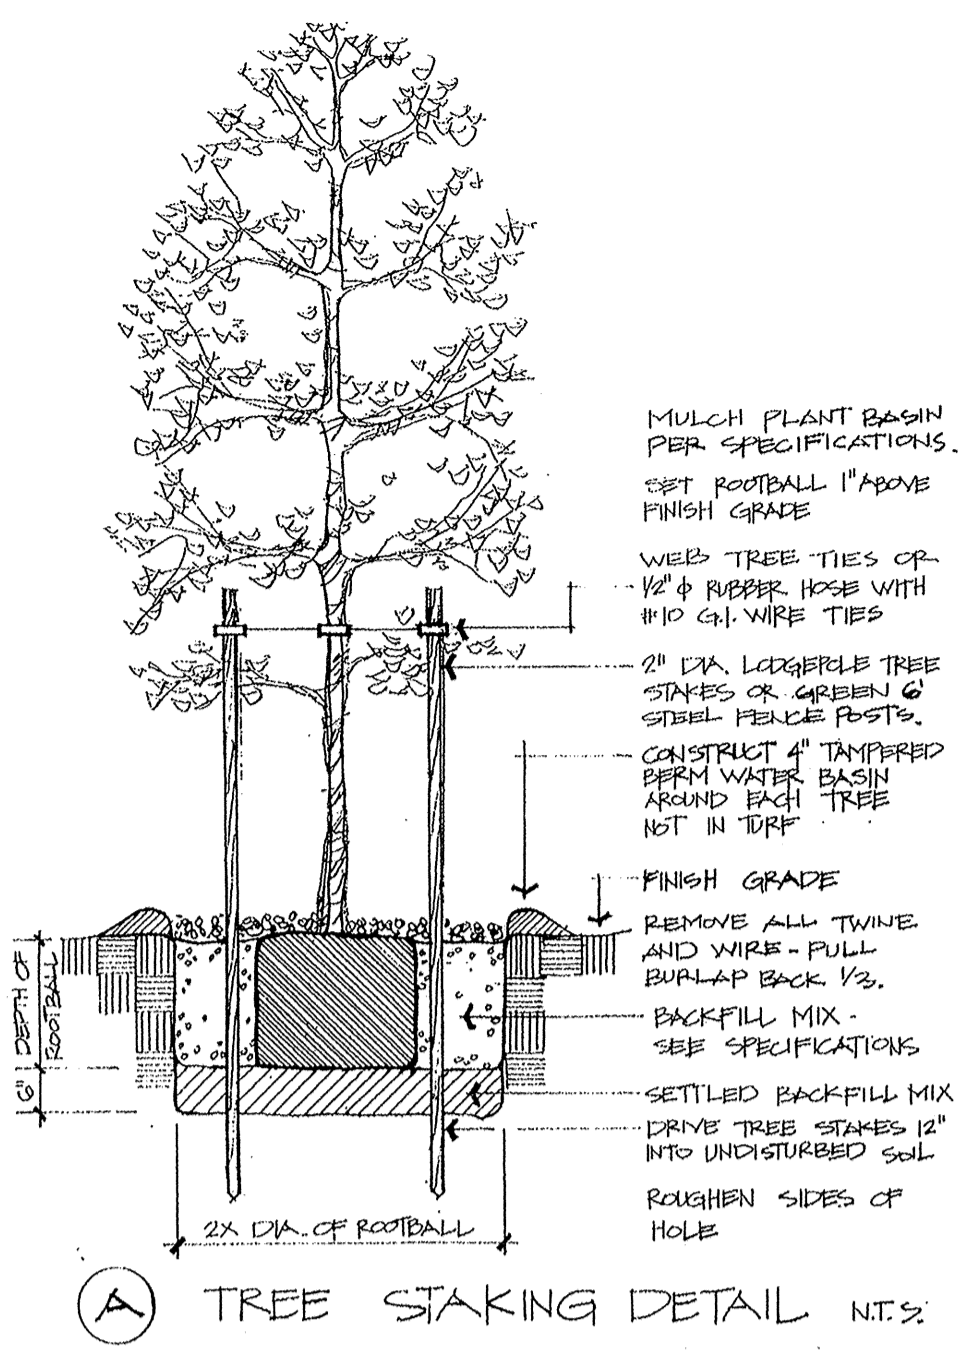 MULCH PLANT BASIN
PER SPECIFICATIONS.
SET ROOTBALL 1" ABOVE
FINISH GRADE
WEB TREE TIES OR
1/2" ϕ RUBBER HOSE WITH
#10 G.I. WIRE TIES
2" DIA. LODGEPOLE TREE
STAKES OR GREEN 6'
STEEL FENCE POSTS.
CONSTRUCT 4" TAMPERED
BERM WATER BASIN
AROUND EACH TREE
NOT IN TURF
FINISH GRADE
REMOVE ALL TWINE
AND WIRE - PULL
BURLAP BACK 1/3.
BACKFILL MIX -
SEE SPECIFICATIONS
SETTLED BACKFILL MIX
DRIVE TREE STAKES 12"
INTO UNDISTURBED SOIL
ROUGHEN SIDES OF
HOLE
DEPTH OF
ROOTBALL
6"
2X DIA. OF ROOTBALL
A TREE STAKING DETAIL N.T.S.